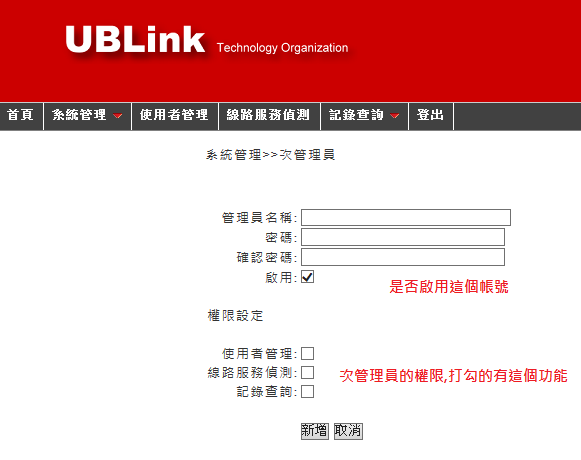 UBLink Technology Organization
首頁 系統管理 使用者管理 線路服務偵測 記錄查詢 登出
系統管理>>次管理員
管理員名稱:
密碼:
確認密碼:
啟用:
是否啟用這個帳號
權限設定
使用者管理:
線路服務偵測:
次管理員的權限,打勾的有這個功能
記錄查詢:
新增 取消